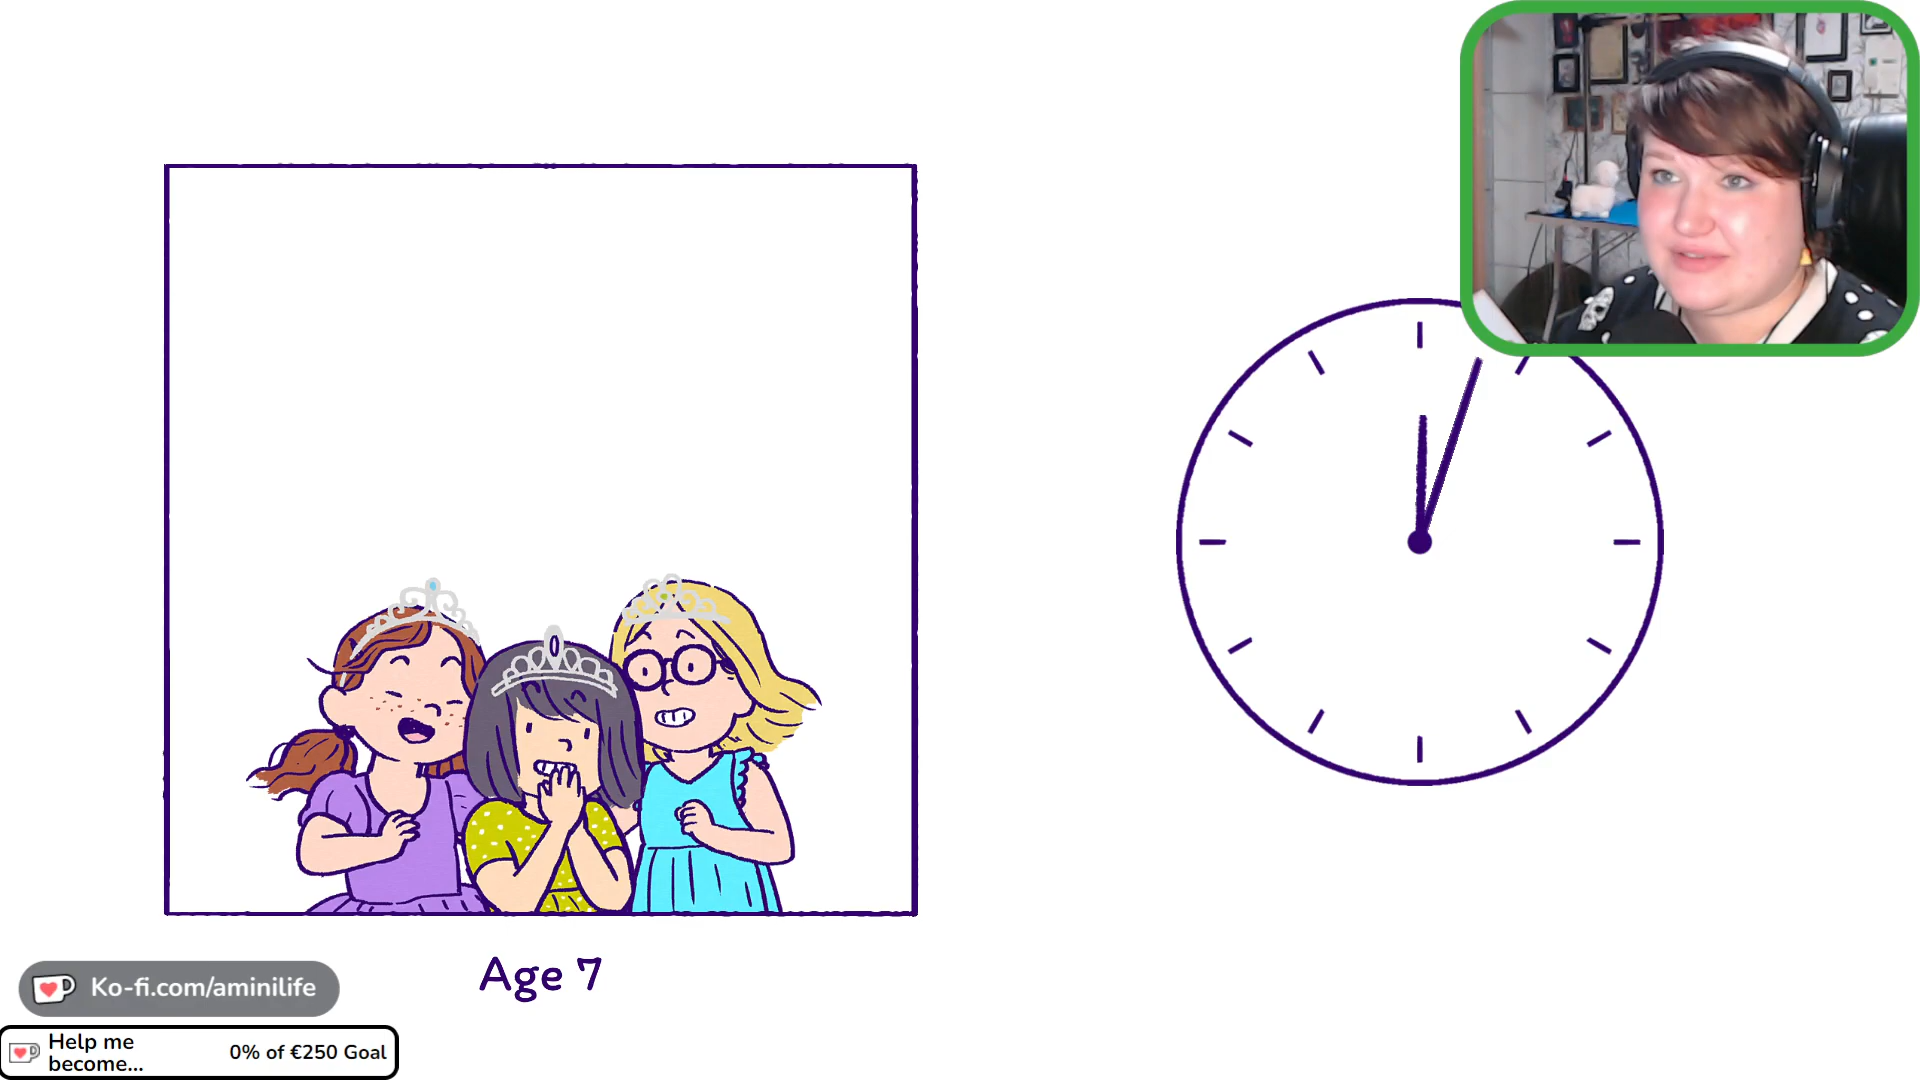 Age 7
Ko-fi.com/aminilife
Help me
become...
0% of €250 Goal